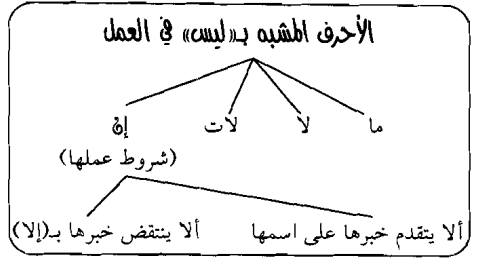 الأحرف المشبه بـ«ليس» في العمل
ما لا لات إن
(شروط عملها)
ألا يتقدم خبرها على اسمها ألا ينتقض خبرها بـ(إلا)